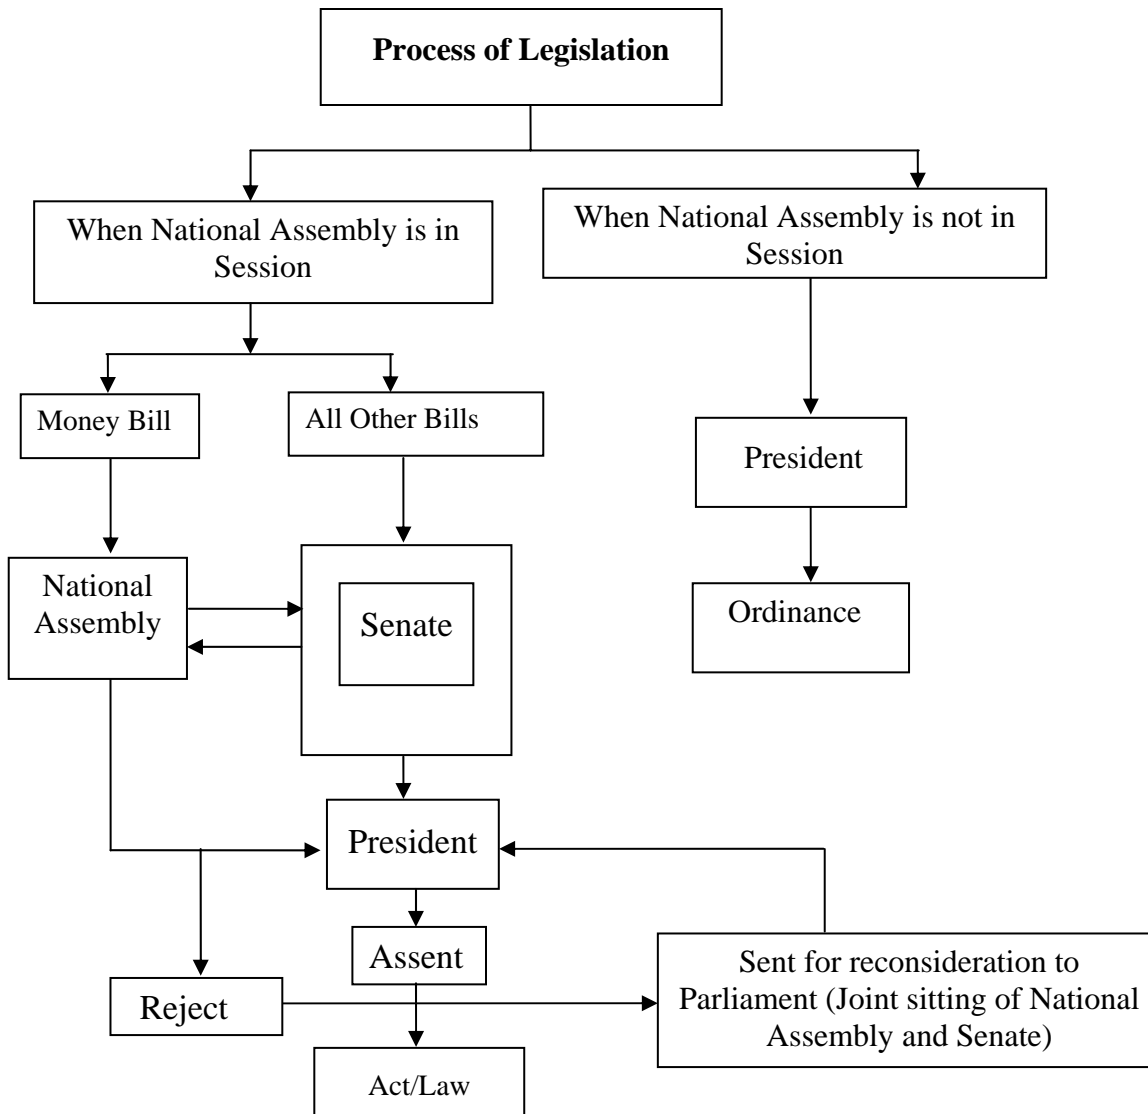 Process of Legislation
When National Assembly is in
Session
When National Assembly is not in
Session
Money Bill
All Other Bills
President
National
Assembly
Senate
Ordinance
President
Assent
Reject
Sent for reconsideration to
Parliament (Joint sitting of National
Assembly and Senate)
Act/Law